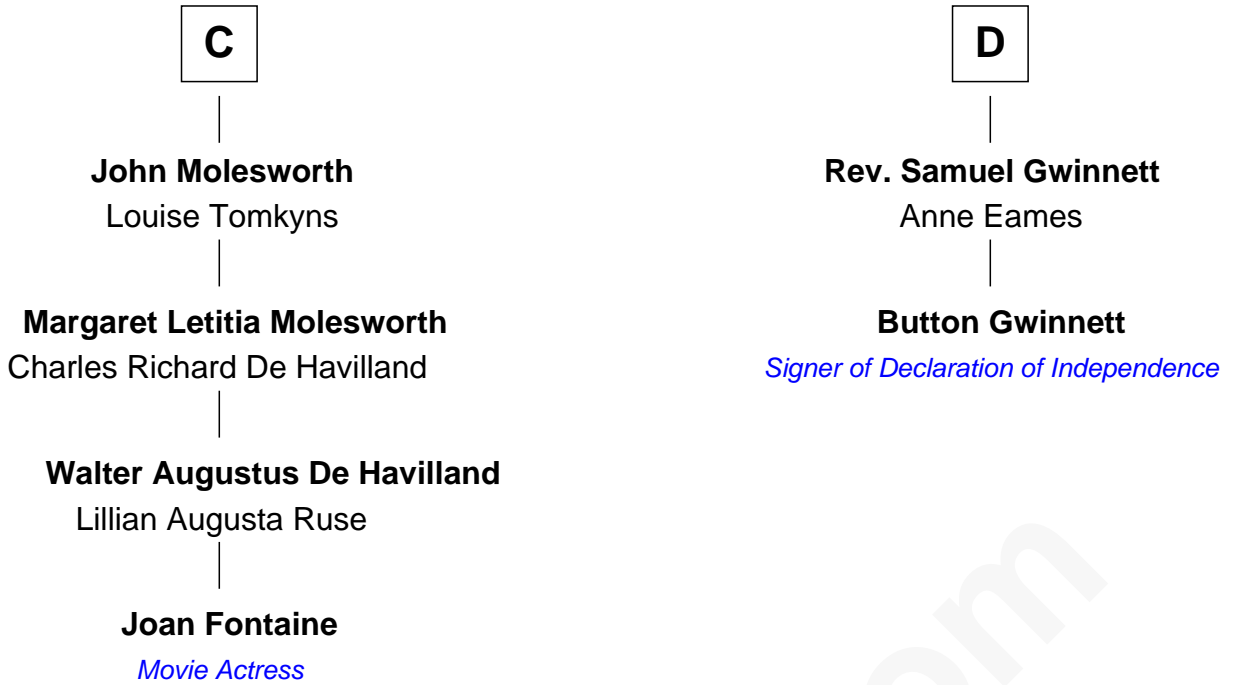 C
John Molesworth
Louise Tomkyns
Margaret Letitia Molesworth
Charles Richard De Havilland
Walter Augustus De Havilland
Lillian Augusta Ruse
Joan Fontaine
Movie Actress
D
Rev. Samuel Gwinnett
Anne Eames
Button Gwinnett
Signer of Declaration of Independence
om